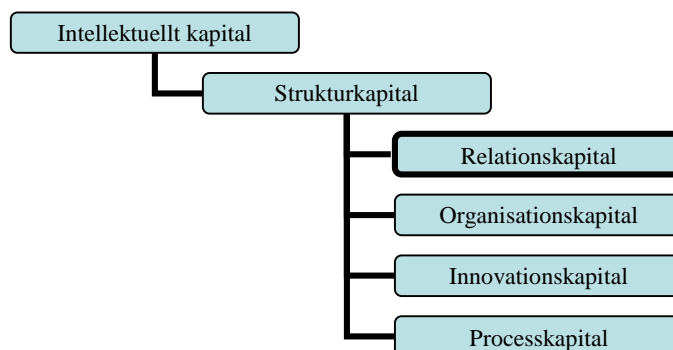 Intellektuellt kapital
Strukturkapital
Relationskapital
Organisationskapital
Innovationskapital
Processkapital